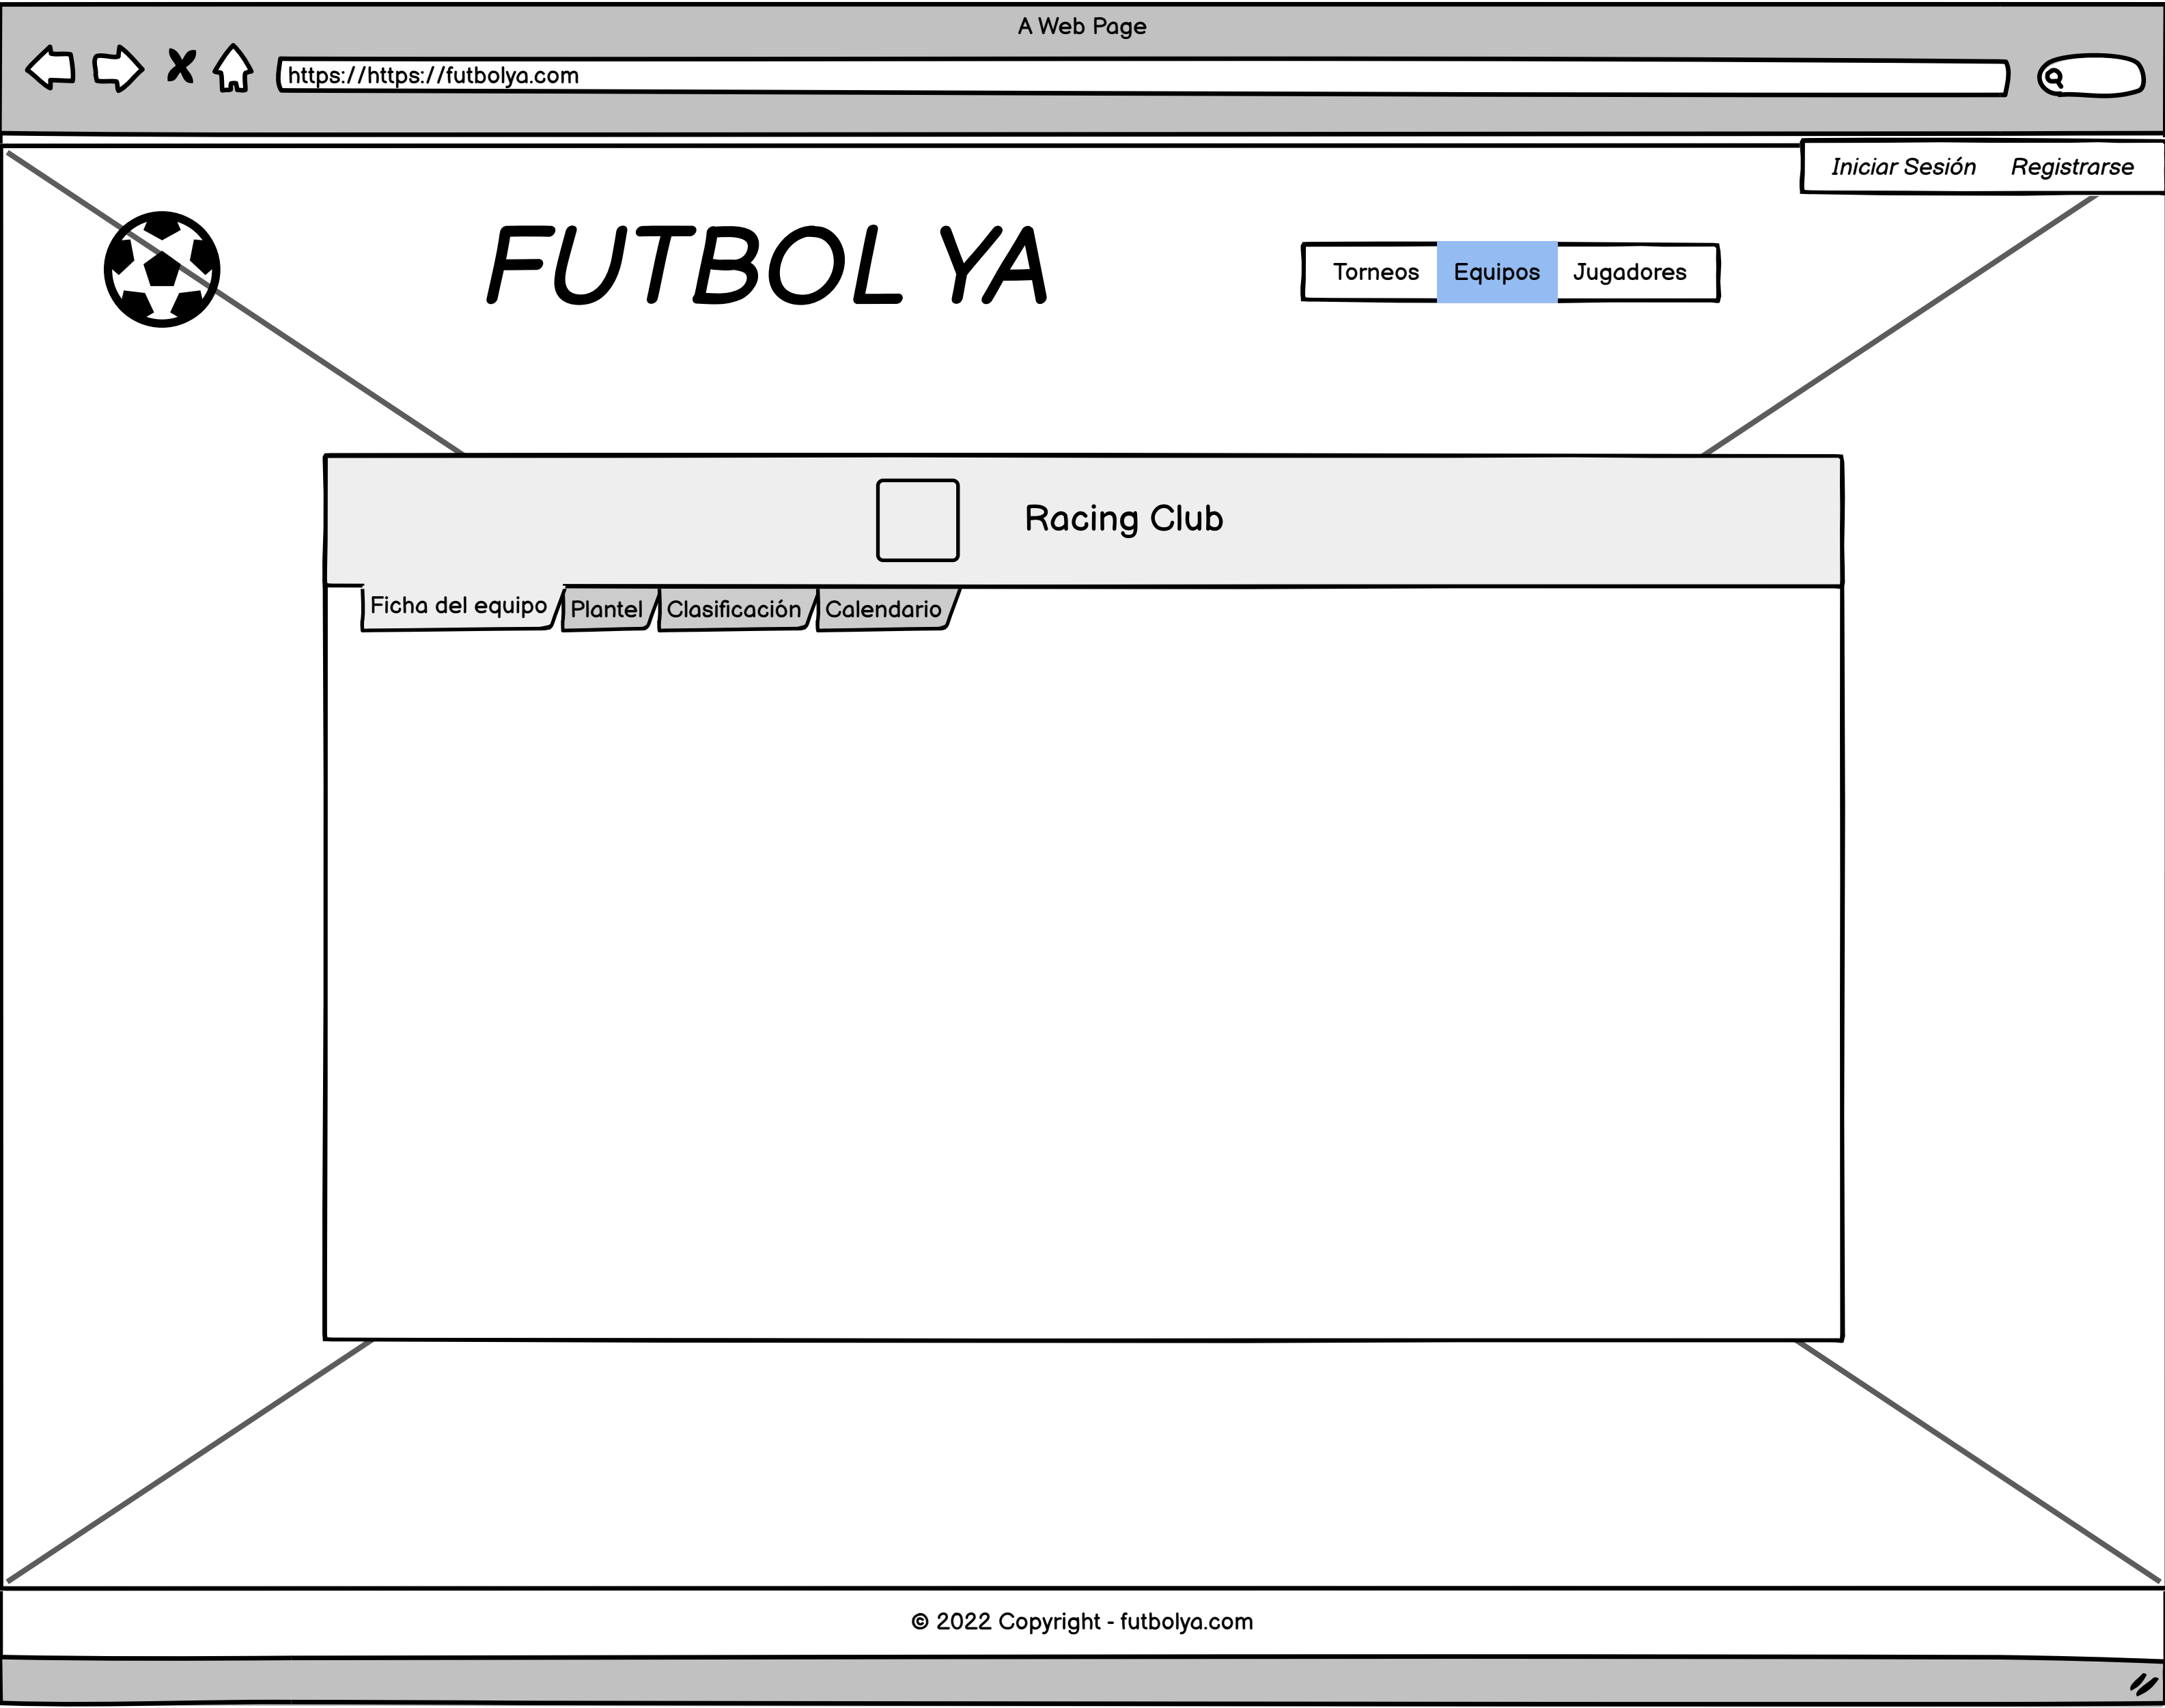 A Web Page
https://https://futbolya.com
Iniciar Sesión Registrarse
FUTBOL YA
Torneos Equipos Jugadores
Racing Club
Ficha del equipo Plantel Clasificación Calendario
© 2022 Copyright - futbolya.com